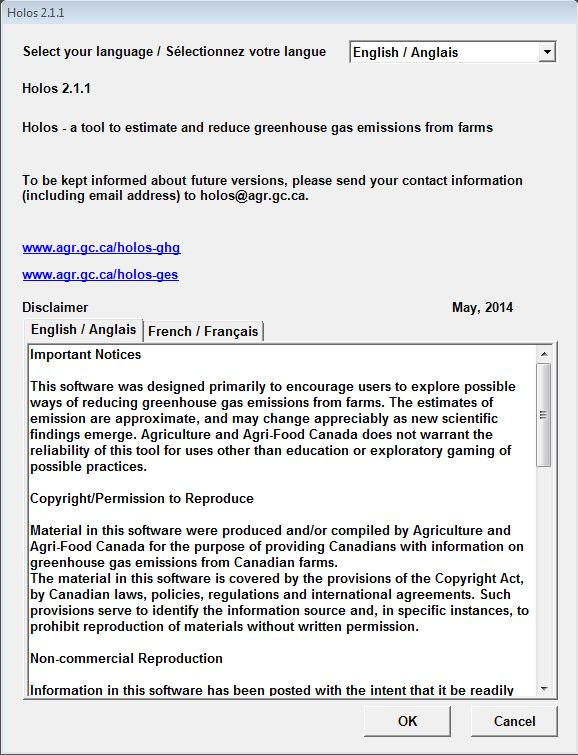 Holos 2.1.1
Select your language / Sélectionnez votre langue
English / Anglais
Holos 2.1.1
Holos - a tool to estimate and reduce greenhouse gas emissions from farms
To be kept informed about future versions, please send your contact information
(including email address) to holos@agr.gc.ca.
www.agr.gc.ca/holos-ghg
www.agr.gc.ca/holos-ges
Disclaimer
May, 2014
English / Anglais
French / Français
Important Notices
This software was designed primarily to encourage users to explore possible
ways of reducing greenhouse gas emissions from farms. The estimates of
emission are approximate, and may change appreciably as new scientific
findings emerge. Agriculture and Agri-Food Canada does not warrant the
reliability of this tool for uses other than education or exploratory gaming of
possible practices.
Copyright/Permission to Reproduce
Material in this software were produced and/or compiled by Agriculture and
Agri-Food Canada for the purpose of providing Canadians with information on
greenhouse gas emissions from Canadian farms.
The material in this software is covered by the provisions of the Copyright Act,
by Canadian laws, policies, regulations and international agreements. Such
provisions serve to identify the information source and, in specific instances, to
prohibit reproduction of materials without written permission.
Non-commercial Reproduction
Information in this software has been posted with the intent that it be readily
OK
Cancel